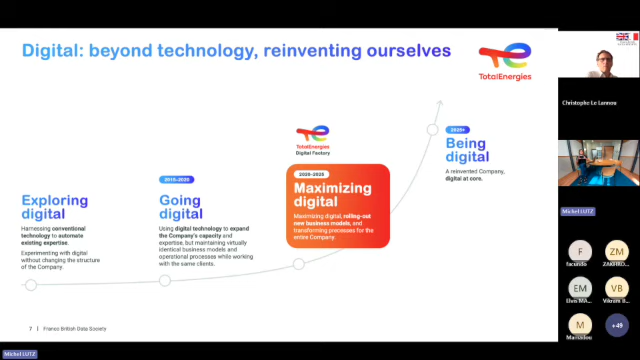 Digital: beyond technology, reinventing ourselves
TotalEnergies
TotalEnergies
Digital Factory
Exploring
digital
Harnessing conventional
technology to automate
existing expertise.
Experimenting with digital
without changing the structure
of the Company.
Going
digital
Using digital technology to expand
the Company's capacity and
expertise, but maintaining virtually
identical business models and
operational processes while working
with the same clients.
Maximizing
digital
Maximizing digital, rolling-out
new business models, and
transforming processes for the
entire Company.
Being
digital
A reinvented Company,
digital at core.
7 | Franco British Data Society
Michel LUTZ
Christophe Le Lannou
Michel LUTZ
F
facundo
ZM
EM
Elvis MA...
VB
M
Mamadou
+49